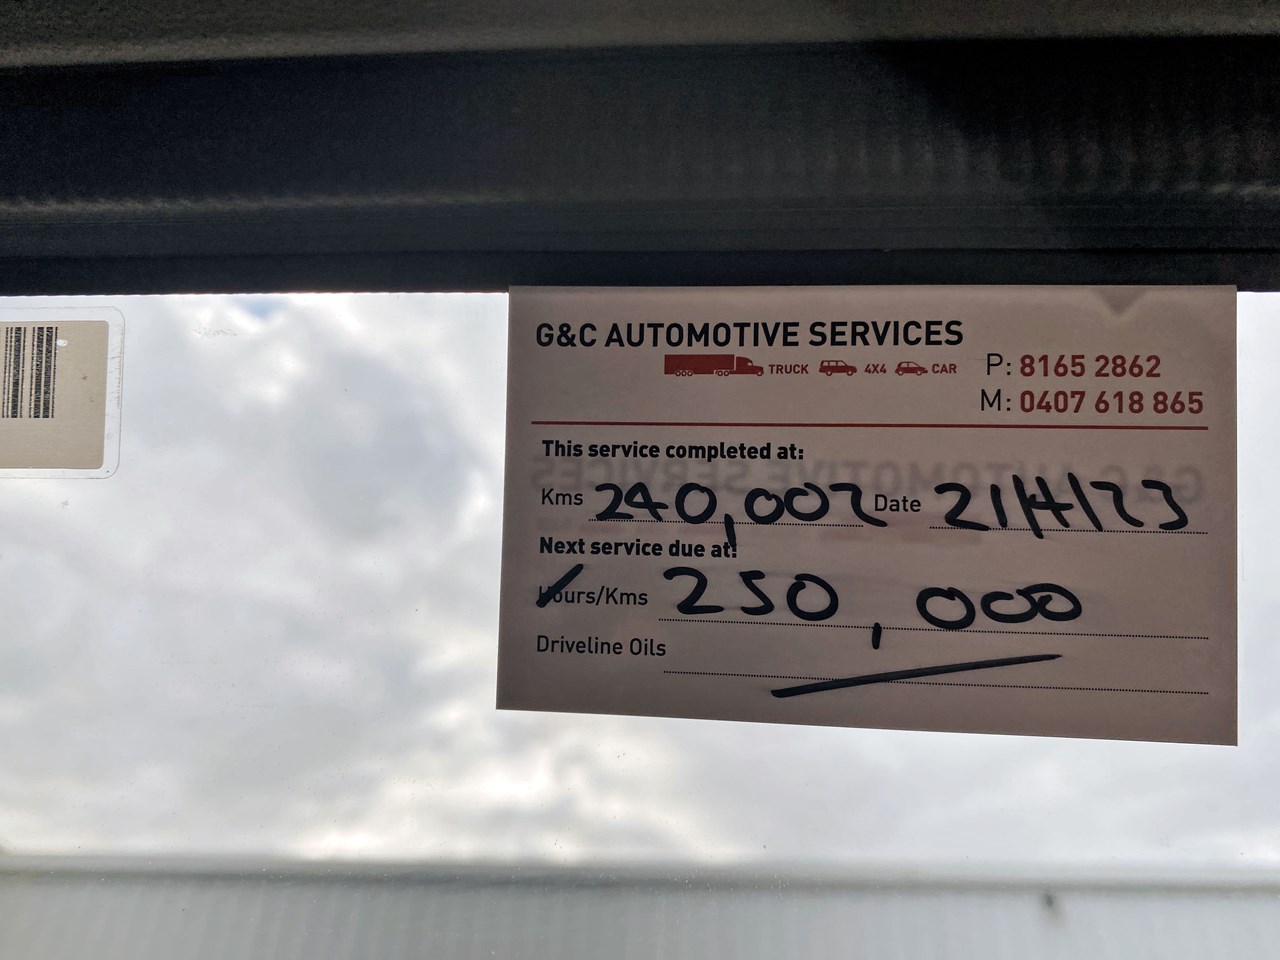 G&C AUTOMOTIVE SERVICES
TRUCK 4X4 CAR
P: 8165 2862
M: 0407 618 865
This service completed at:
Kms 240,002 Date 21/4/23
Next service due at:
Hours/Kms 250,000
Driveline Oils